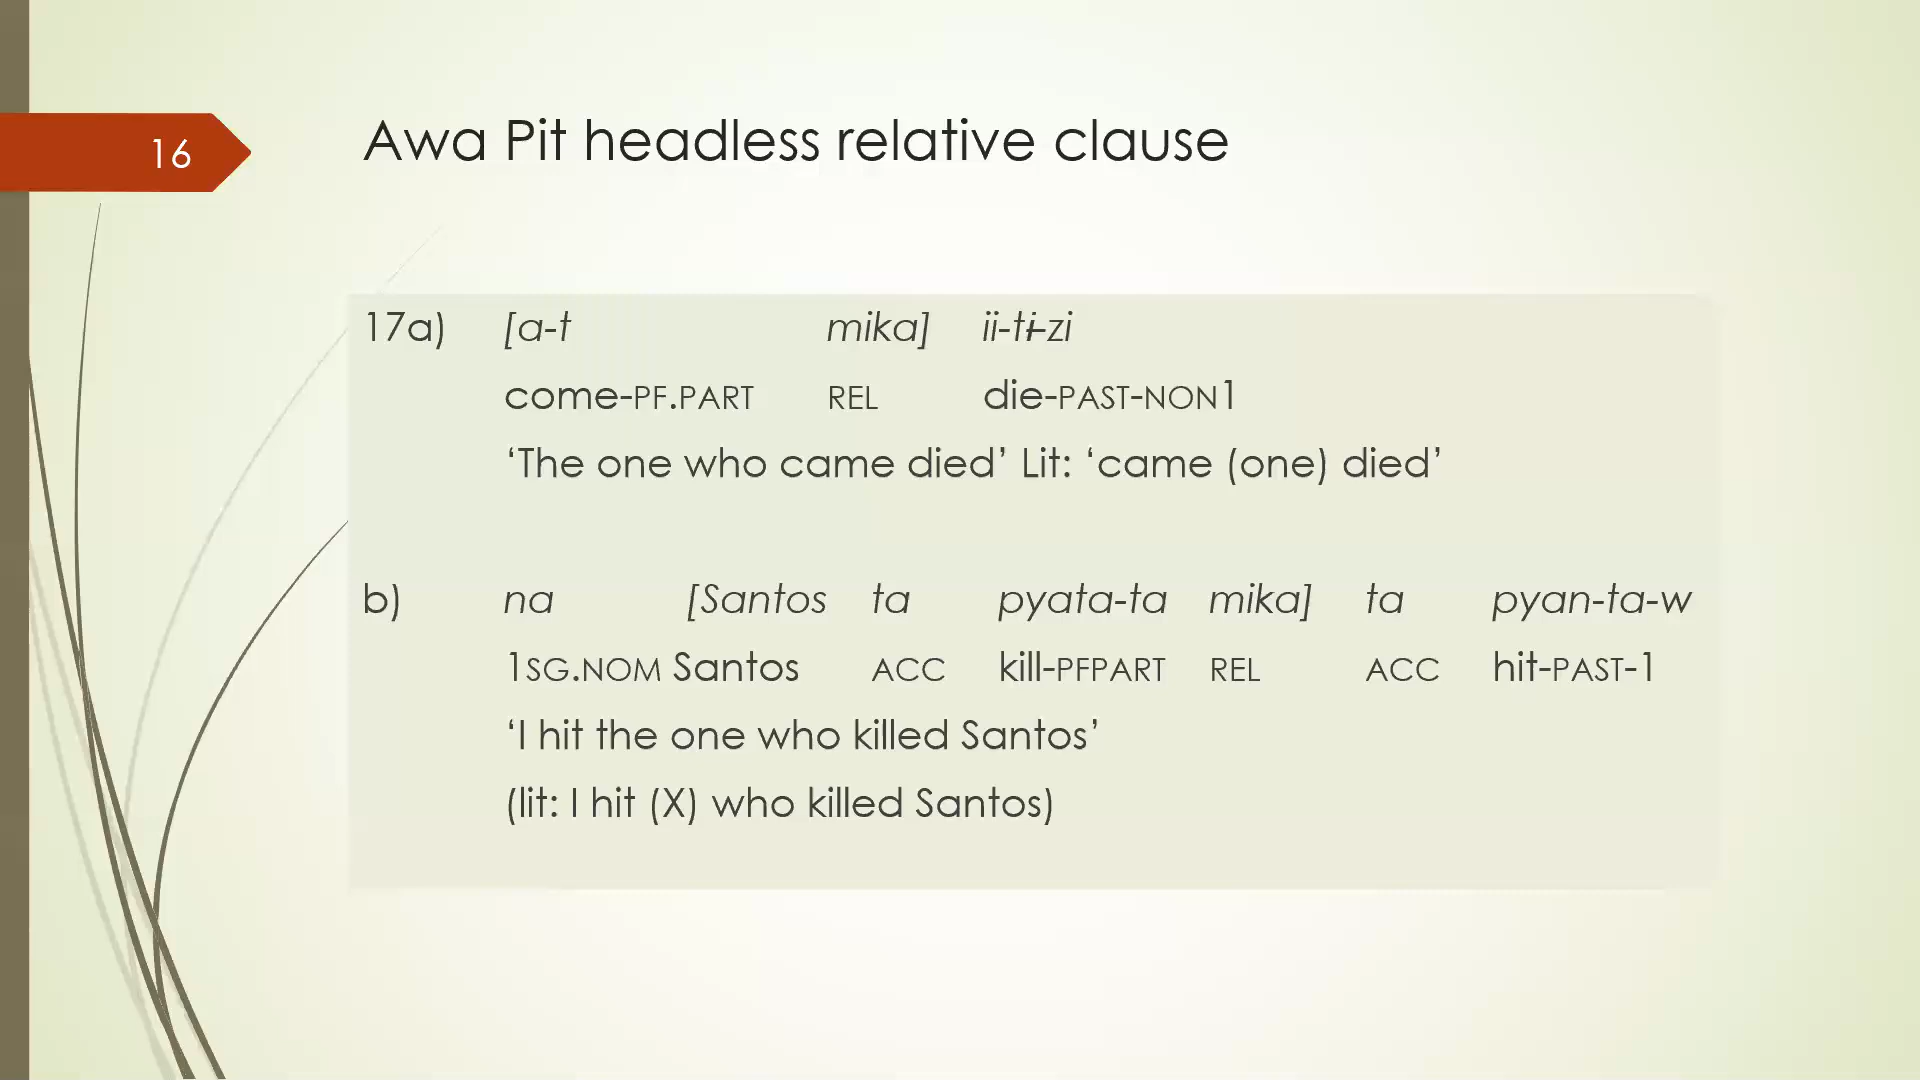 16
Awa Pit headless relative clause
17a) [a-t mika] ii-tɨ-zi
come-PF.PART REL die-PAST-NON1
‘The one who came died’ Lit: ‘came (one) died’
b) na [Santos ta pyata-ta mika] ta pyan-ta-w
1SG.NOM Santos ACC kill-PFPART REL ACC hit-PAST-1
‘I hit the one who killed Santos’
(lit: I hit (X) who killed Santos)